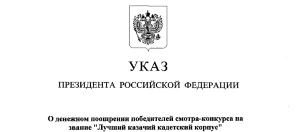 УКАЗ
ПРЕЗИДЕНТА РОССИЙСКОЙ ФЕДЕРАЦИИ
О денежном поощрении победителей смотра-конкурса на
звание "Лучший казачий кадетский корпус"